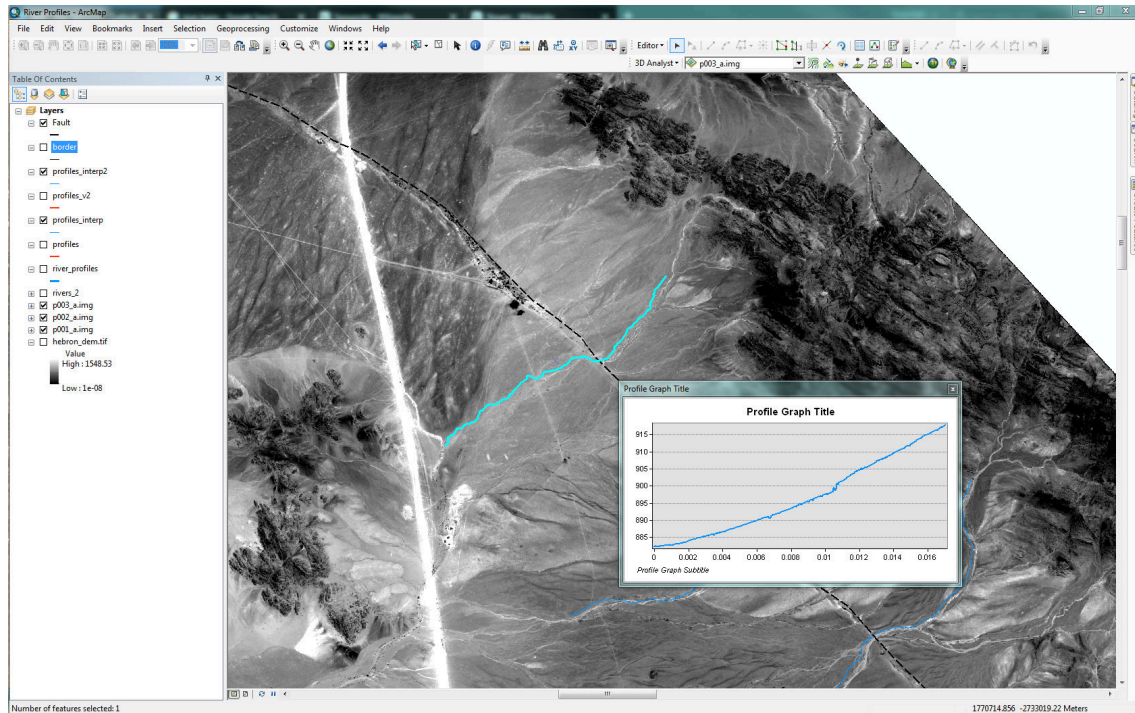 River Profiles - ArcMap
File Edit View Bookmarks Insert Selection Geoprocessing Customize Windows Help
Editor
3D Analyst p003_a.img
Table Of Contents
Layers
Fault
border
profiles_interp2
profiles_v2
profiles_interp
profiles
river_profiles
rivers_2
p003_a.img
p002_a.img
p001_a.img
hebron_dem.tif
Value
High : 1548.53
Low : 1e-08
Profile Graph Title
Profile Graph Title
915
910
905
900
895
890
885
0 0.002 0.004 0.006 0.008 0.01 0.012 0.014 0.016
Profile Graph Subtitle
Number of features selected: 1
1770714.856 -2733019.22 Meters